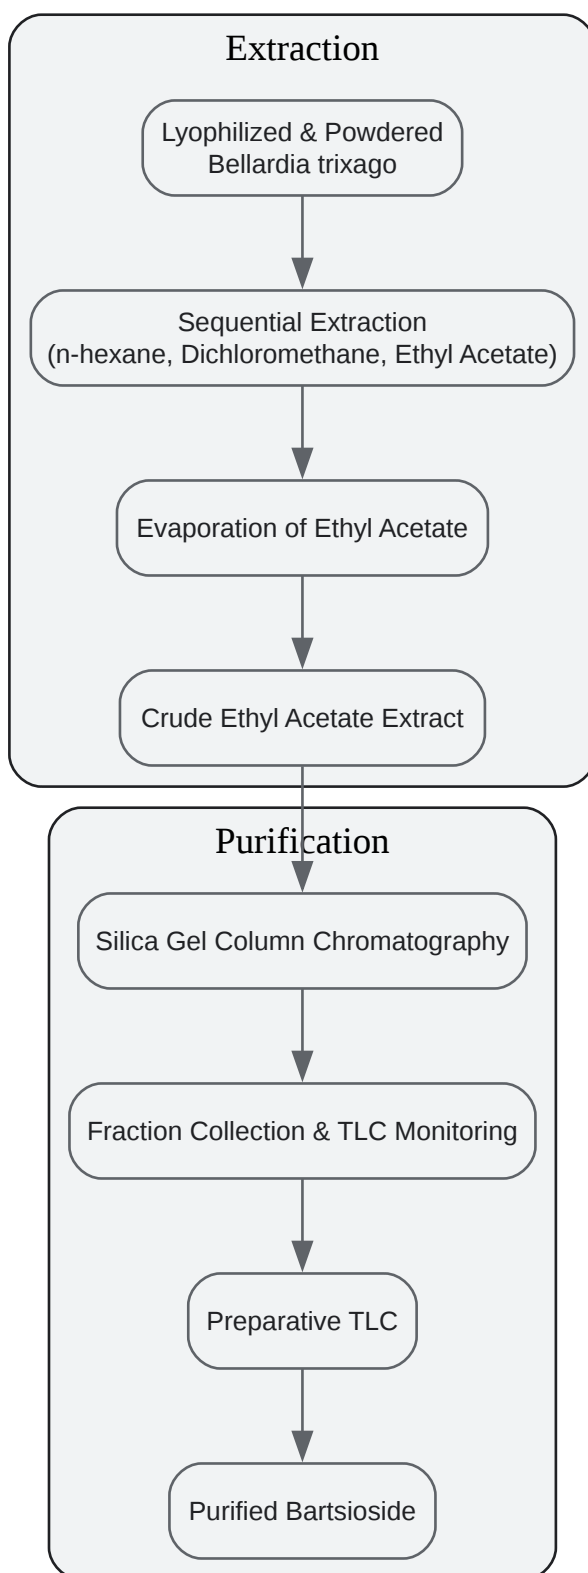 Extraction
Lyophilized & Powdered
Bellardia trixago
Sequential Extraction
(n-hexane, Dichloromethane, Ethyl Acetate)
Evaporation of Ethyl Acetate
Crude Ethyl Acetate Extract
Purification
Silica Gel Column Chromatography
Fraction Collection & TLC Monitoring
Preparative TLC
Purified Bartsioside